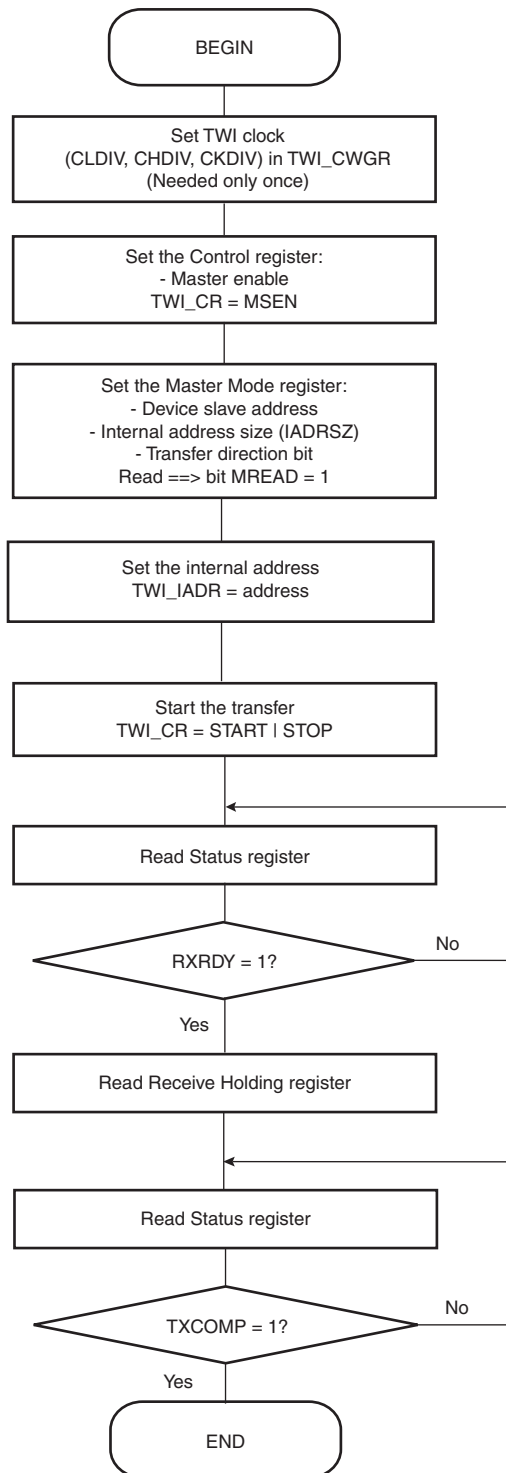 BEGIN
Set TWI clock
(CLDIV, CHDIV, CKDIV) in TWI_CWGR
(Needed only once)
Set the Control register:
- Master enable
TWI_CR = MSEN
Set the Master Mode register:
- Device slave address
- Internal address size (IADRSZ)
- Transfer direction bit
Read ==> bit MREAD = 1
Set the internal address
TWI_IADR = address
Start the transfer
TWI_CR = START | STOP
Read Status register
RXRDY = 1?
No
Yes
Read Receive Holding register
Read Status register
TXCOMP = 1?
No
Yes
END